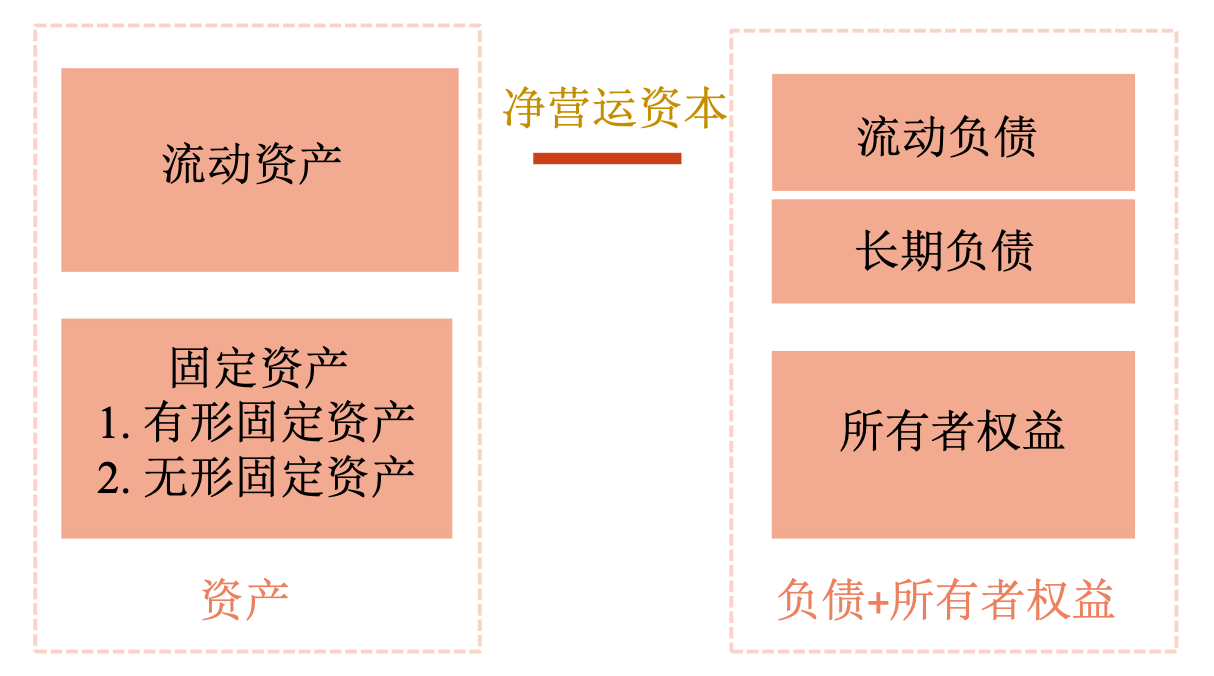 流动资产
固定资产
1. 有形固定资产
2. 无形固定资产
资产
净营运资本
流动负债
长期负债
所有者权益
负债+所有者权益